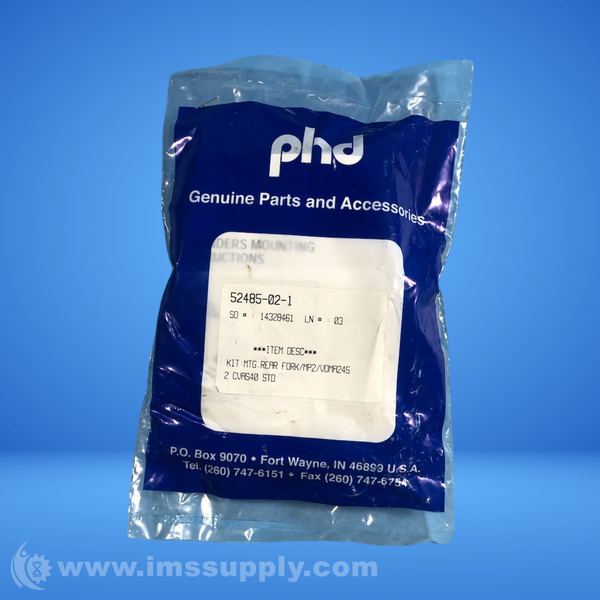 phd
Genuine Parts and Accessories
DERS MOUNTING
UCTIONS
52485-02-1
SO # : 14328461 LN # : 03
***ITEM DESC***
KIT:MTG.REAR FORK/MP2/VDMA245
2 CVAS40 STD
P.O. Box 9070 • Fort Wayne, IN 46899 U.S.A.
Tel. (260) 747-6151 • Fax (260) 747-6754
www.imssupply.com